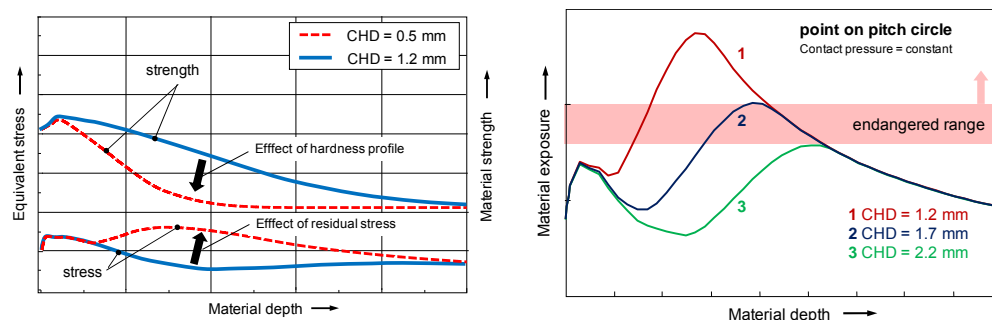 CHD = 0.5 mm
CHD = 1.2 mm
strength
Efffect of hardness profile
Efffect of residual stress
stress
Equivalent stress
Material strength
Material depth
point on pitch circle
Contact pressure = constant
1
2
endangered range
3
1 CHD = 1.2 mm
2 CHD = 1.7 mm
3 CHD = 2.2 mm
Material exposure
Material depth